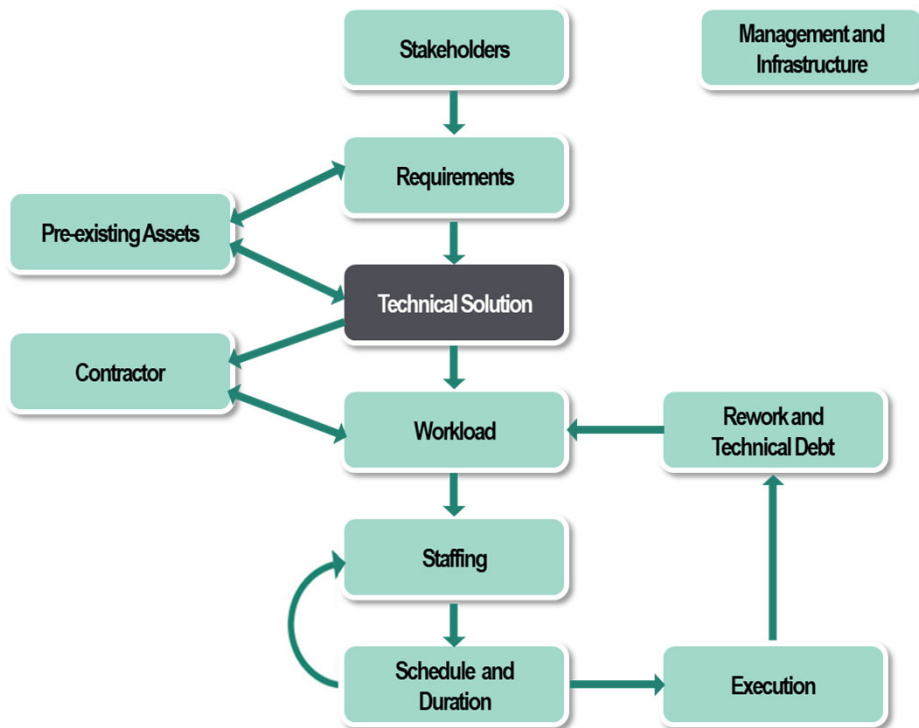 Stakeholders
Management and
Infrastructure
Requirements
Pre-existing Assets
Technical Solution
Contractor
Workload
Rework and
Technical Debt
Staffing
Schedule and
Duration
Execution